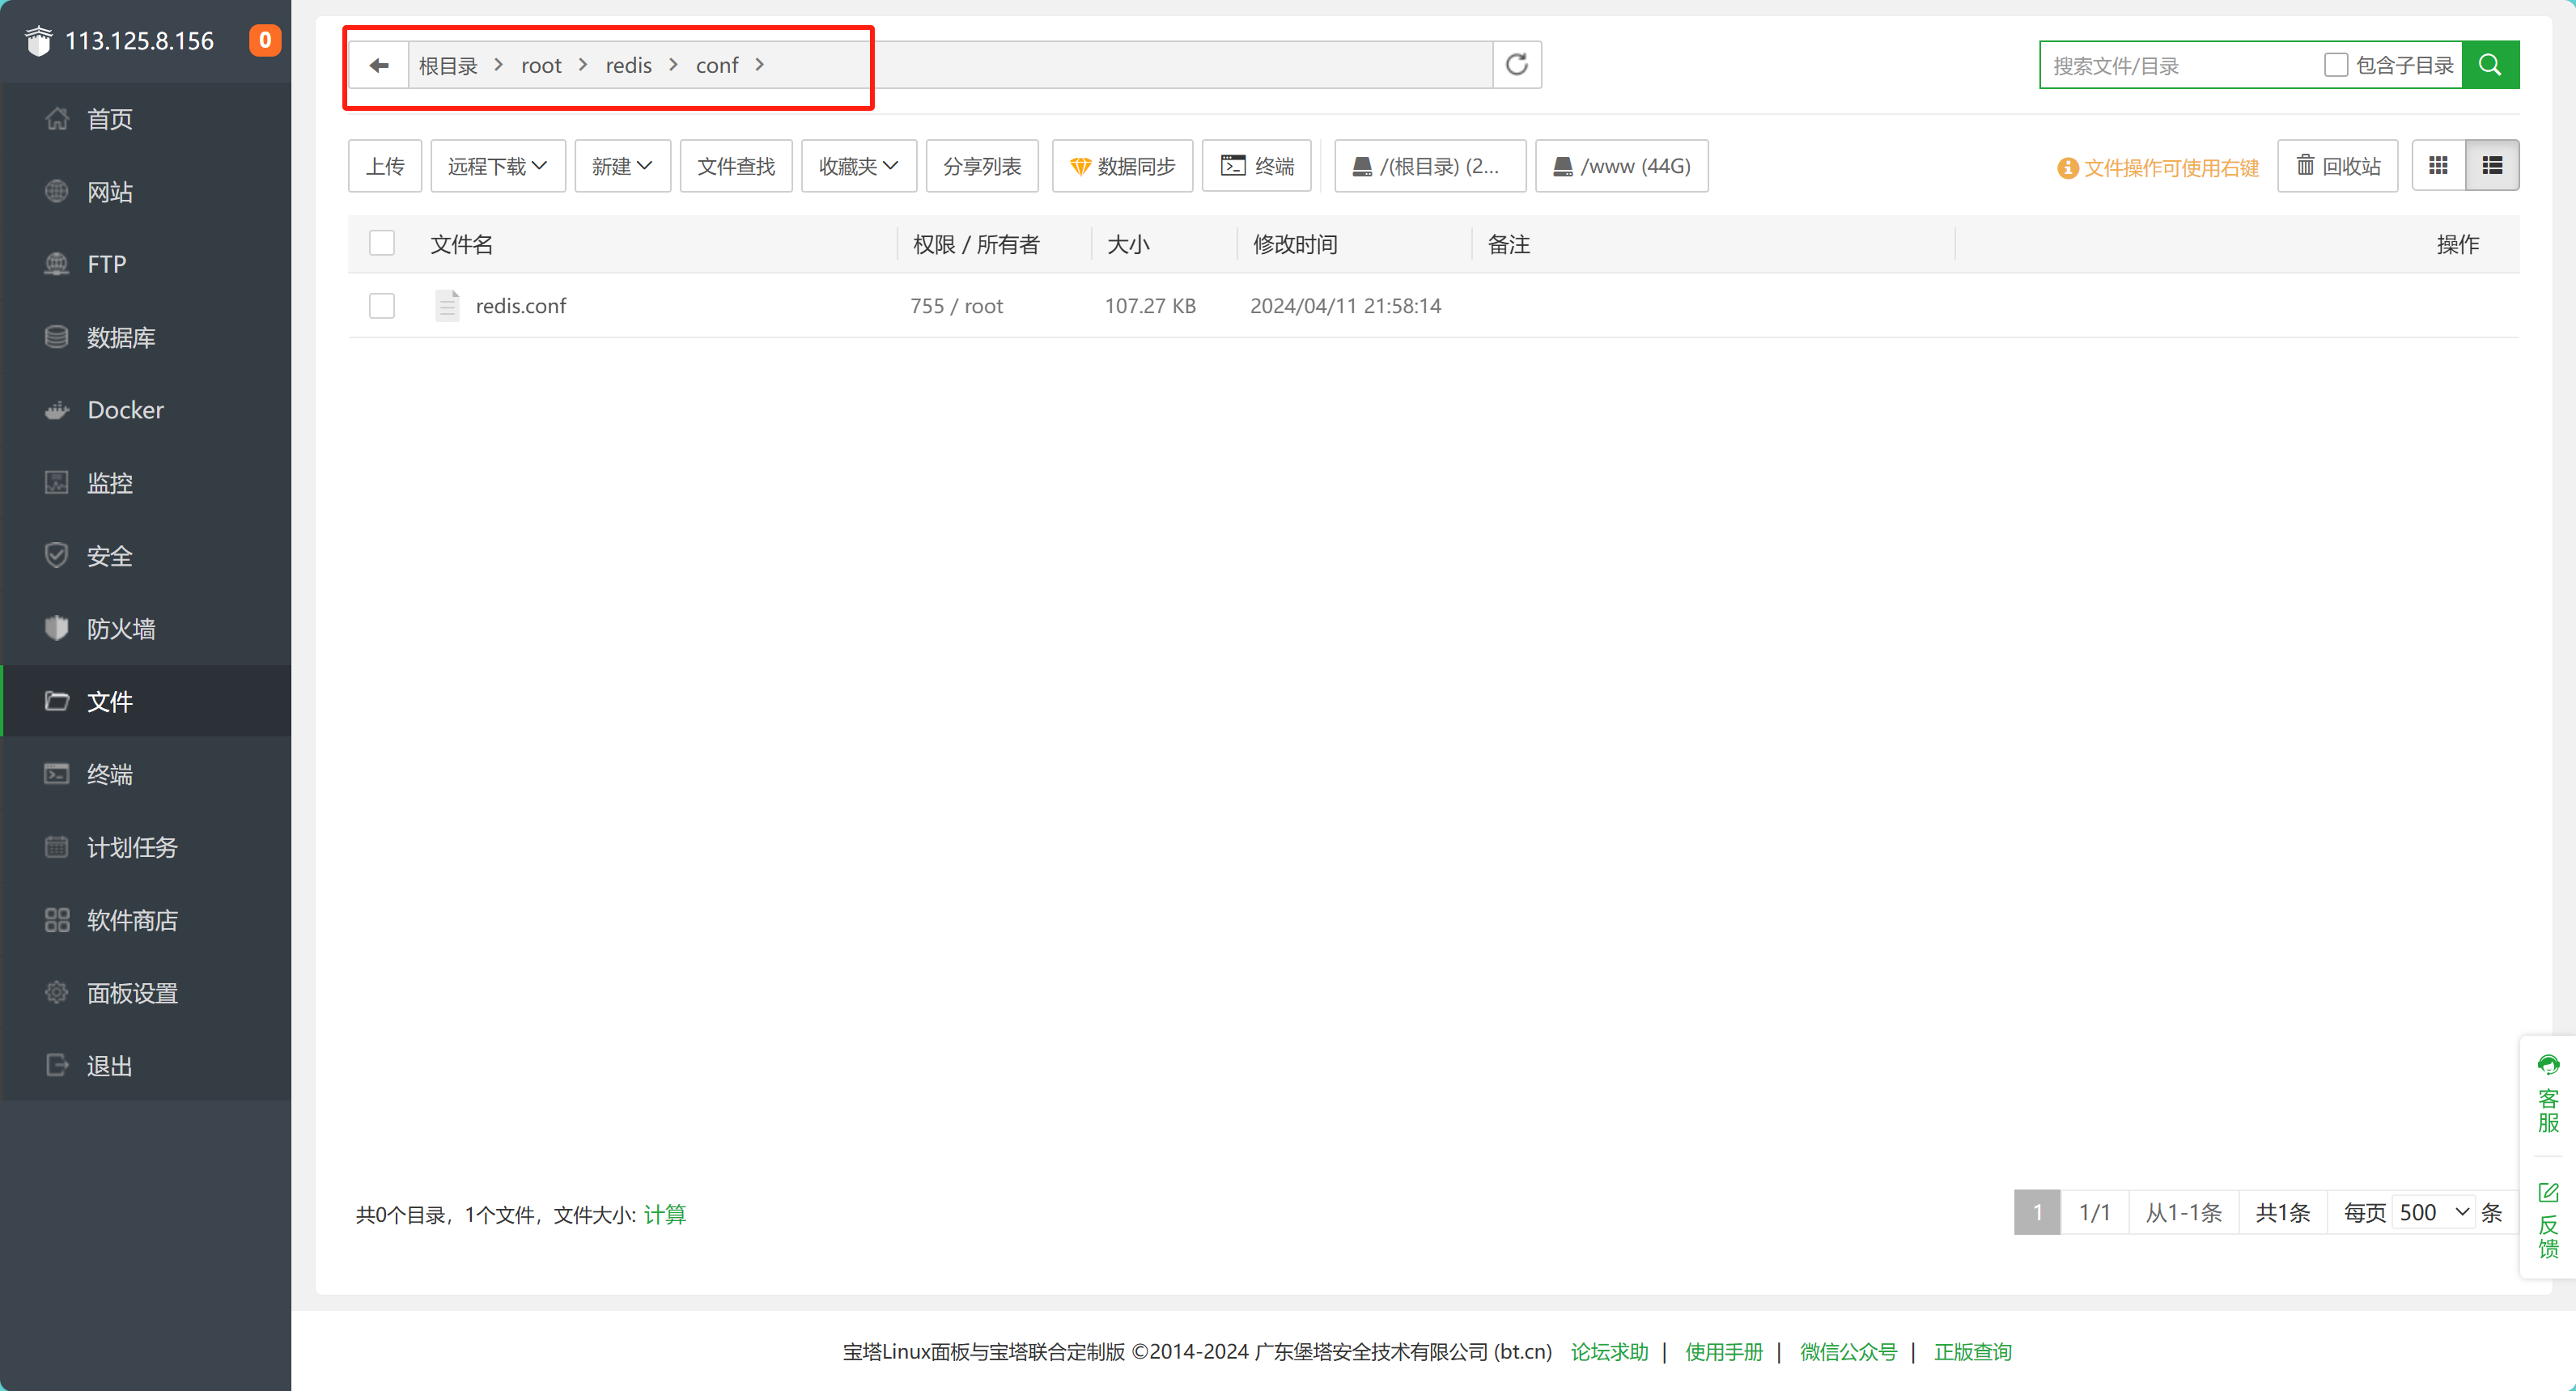 113.125.8.156 0
首页
网站
FTP
数据库
Docker
监控
安全
防火墙
文件
终端
计划任务
软件商店
面板设置
退出
根目录 > root > redis > conf >
搜索文件/目录 包含子目录
上传 远程下载 新建 文件查找 收藏夹 分享列表 数据同步 终端 /(根目录) (2... /www (44G) 文件操作可使用右键 回收站
文件名 权限 / 所有者 大小 修改时间 备注 操作
redis.conf 755 / root 107.27 KB 2024/04/11 21:58:14
共0个目录，1个文件，文件大小: 计算
1 1/1 从1-1条 共1条 每页 500 条
客服
反馈
宝塔Linux面板与宝塔联合定制版 ©2014-2024 广东堡塔安全技术有限公司 (bt.cn) 论坛求助 | 使用手册 | 微信公众号 | 正版查询